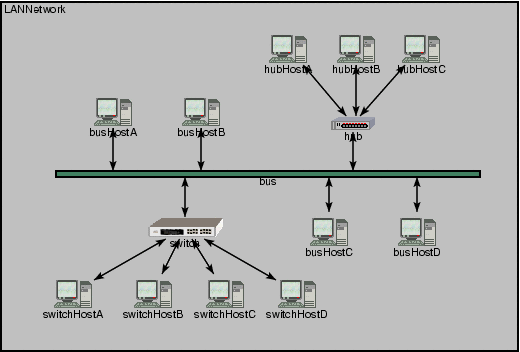 LANNetwork
hubHostA hubHostB hubHostC
busHostA busHostB
hub
bus
switch
busHostC busHostD
switchHostA switchHostB switchHostC switchHostD